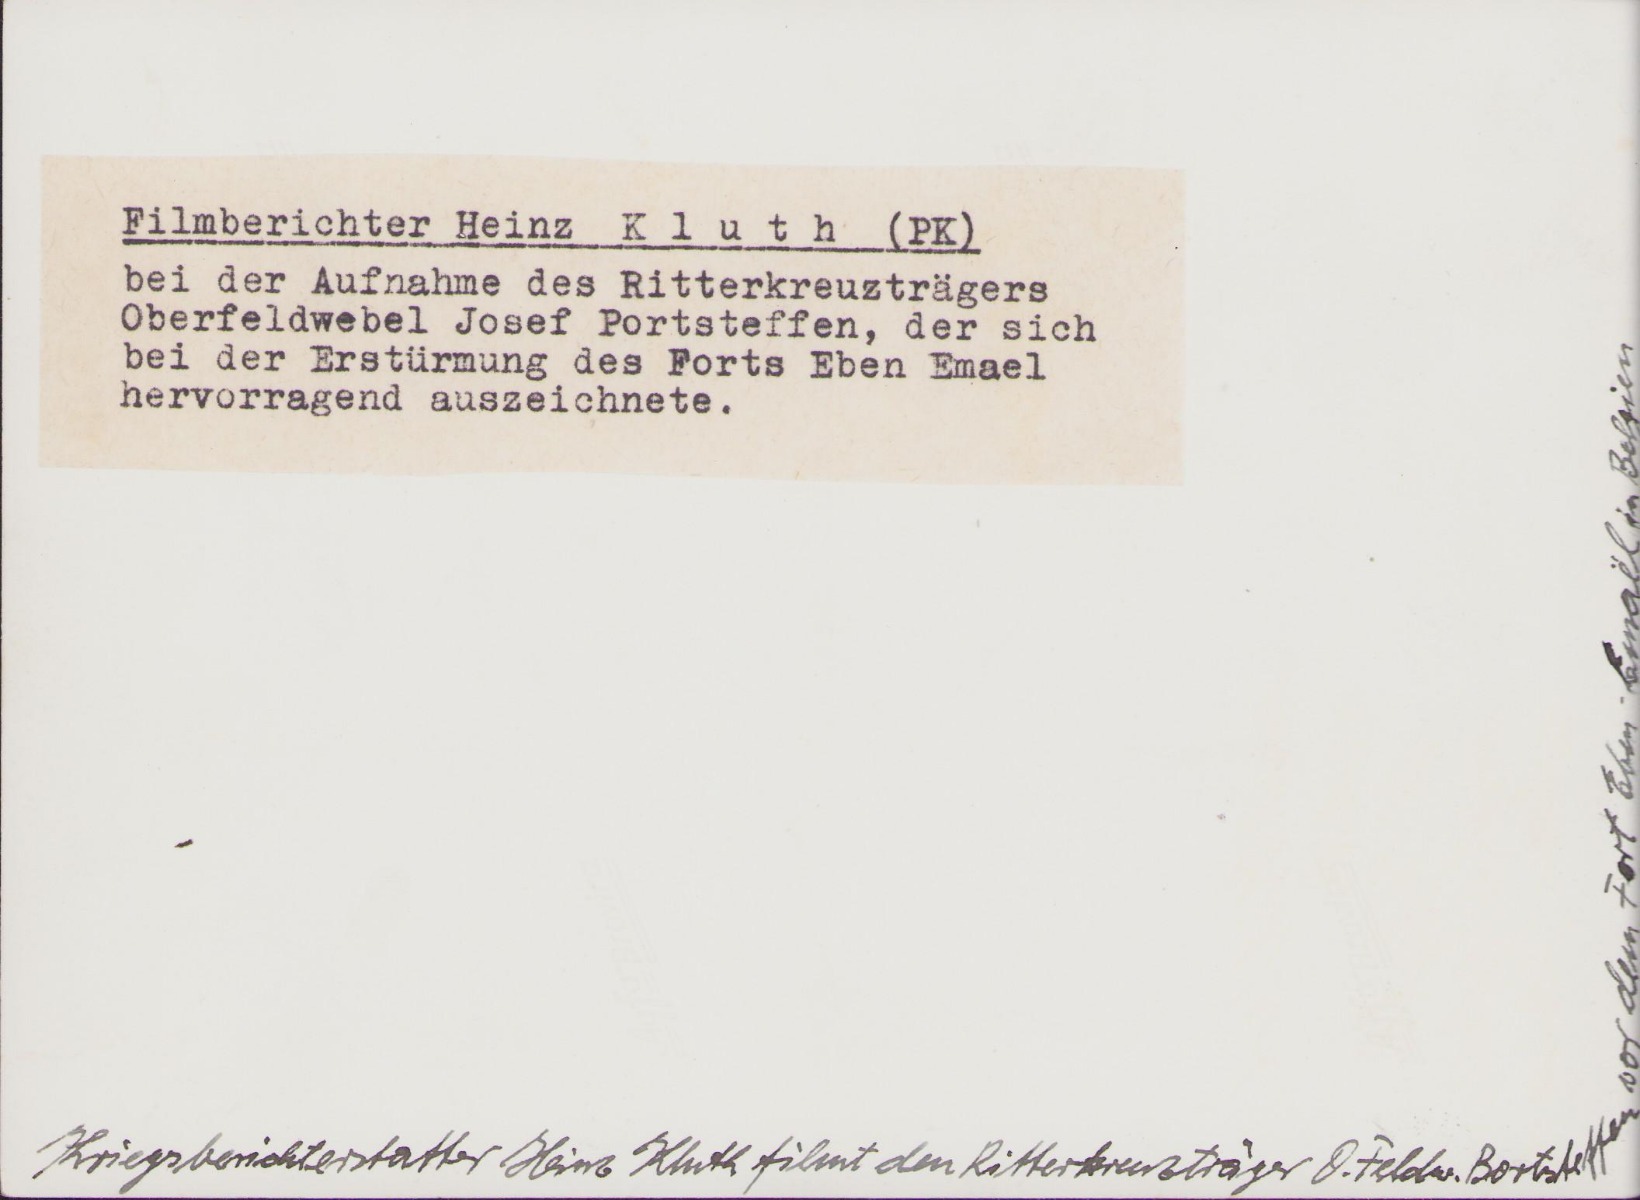 Filmberichter Heinz K l u t h (PK)
bei der Aufnahme des Ritterkreuzträgers
Oberfeldwebel Josef Portsteffen, der sich
bei der Erstürmung des Forts Eben Emael
hervorragend auszeichnete.
Kriegsberichterstatter Heinz Kluth filmt den Ritterkreuzträger O.Feldw. Bortsteffen
vor dem Fort Eben-Emaël in Belgien